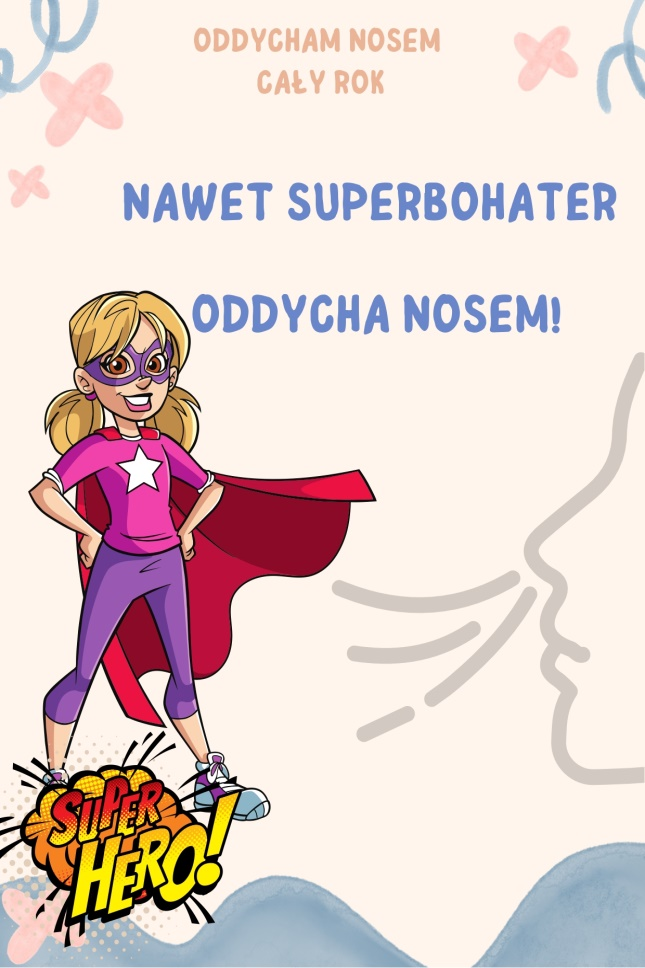 ODDYCHAM NOSEM
CAŁY ROK
NAWET SUPERBOHATER
ODDYCHA NOSEM!
SUPER
HERO!